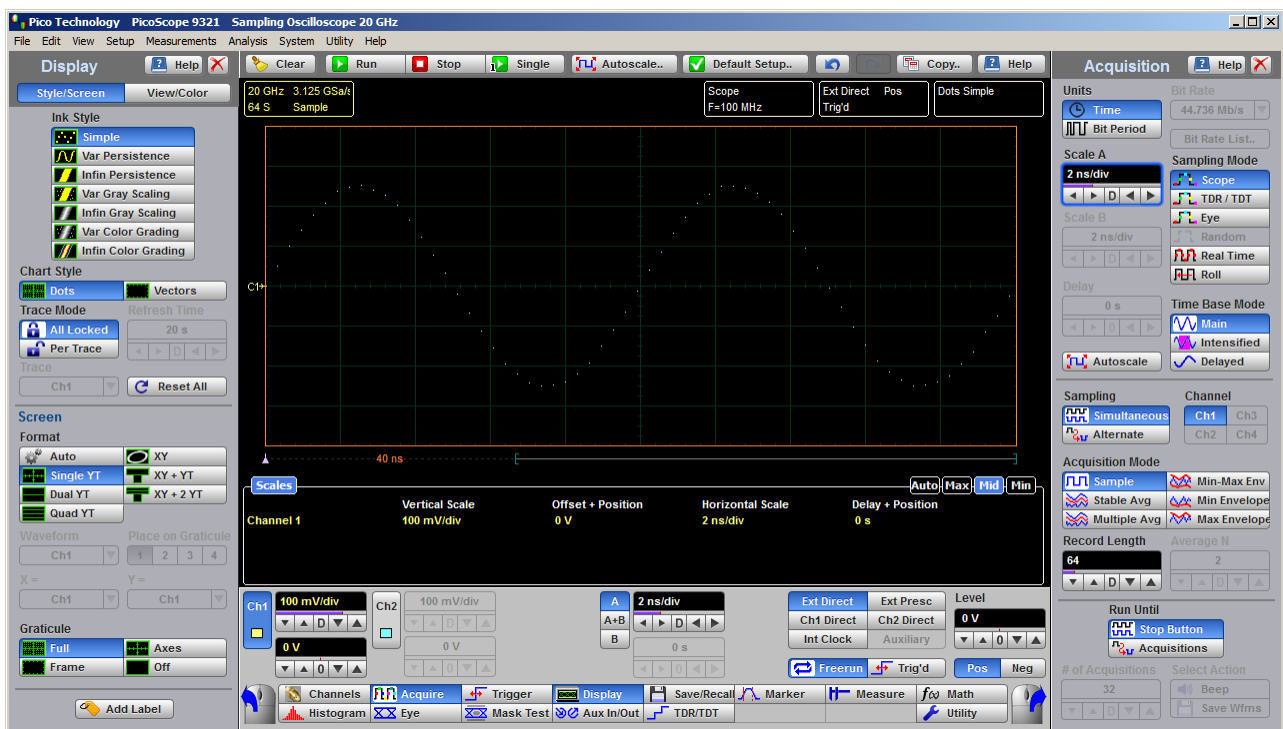 Pico Technology PicoScope 9321 Sampling Oscilloscope 20 GHz
File Edit View Setup Measurements Analysis System Utility Help
Display
Help
Clear
Run
Stop
Single
Autoscale..
Default Setup..
Copy..
Help
Acquisition
Help
Style/Screen
View/Color
Ink Style
Simple
Var Persistence
Infin Persistence
Var Gray Scaling
Infin Gray Scaling
Var Color Grading
Infin Color Grading
Chart Style
Dots
Vectors
Trace Mode
Refresh Time
All Locked
20 s
Per Trace
D
Trace
Ch1
Reset All
Screen
Format
Auto
XY
Single YT
XY + YT
Dual YT
XY + 2 YT
Quad YT
Waveform
Place on Graticule
Ch1
1 2 3 4
X =
Y =
Ch1
Ch1
Graticule
Full
Axes
Frame
Off
Add Label
20 GHz 3.125 GSa/s
64 S Sample
Scope
F=100 MHz
Ext Direct Pos
Trig'd
Dots Simple
C1
40 ns
Scales
Auto Max Mid Min
Vertical Scale
Offset + Position
Horizontal Scale
Delay + Position
Channel 1
100 mV/div
0 V
2 ns/div
0 s
Ch1
100 mV/div
D
0 V
0
Ch2
100 mV/div
D
0 V
0
A
A+B
B
2 ns/div
D
0 s
0
Ext Direct
Ext Presc
Ch1 Direct
Ch2 Direct
Int Clock
Auxiliary
Freerun
Trig'd
Level
0 V
0
Pos
Neg
Channels
Acquire
Trigger
Display
Save/Recall
Marker
Measure
f(x) Math
Histogram
Eye
Mask Test
Aux In/Out
TDR/TDT
Utility
Units
Bit Rate
Time
44.736 Mb/s
Bit Period
Bit Rate List..
Scale A
Sampling Mode
2 ns/div
D
Scope
TDR / TDT
Scale B
Eye
2 ns/div
Random
D
Real Time
Roll
Delay
0 s
0
Time Base Mode
Main
Intensified
Autoscale
Delayed
Sampling
Channel
Simultaneous
Ch1 Ch3
Alternate
Ch2 Ch4
Acquisition Mode
Sample
Min-Max Env
Stable Avg
Min Envelope
Multiple Avg
Max Envelope
Record Length
Average N
64
2
D
D
Run Until
Stop Button
Acquisitions
# of Acquisitions
Select Action
32
Beep
D
Save Wfms